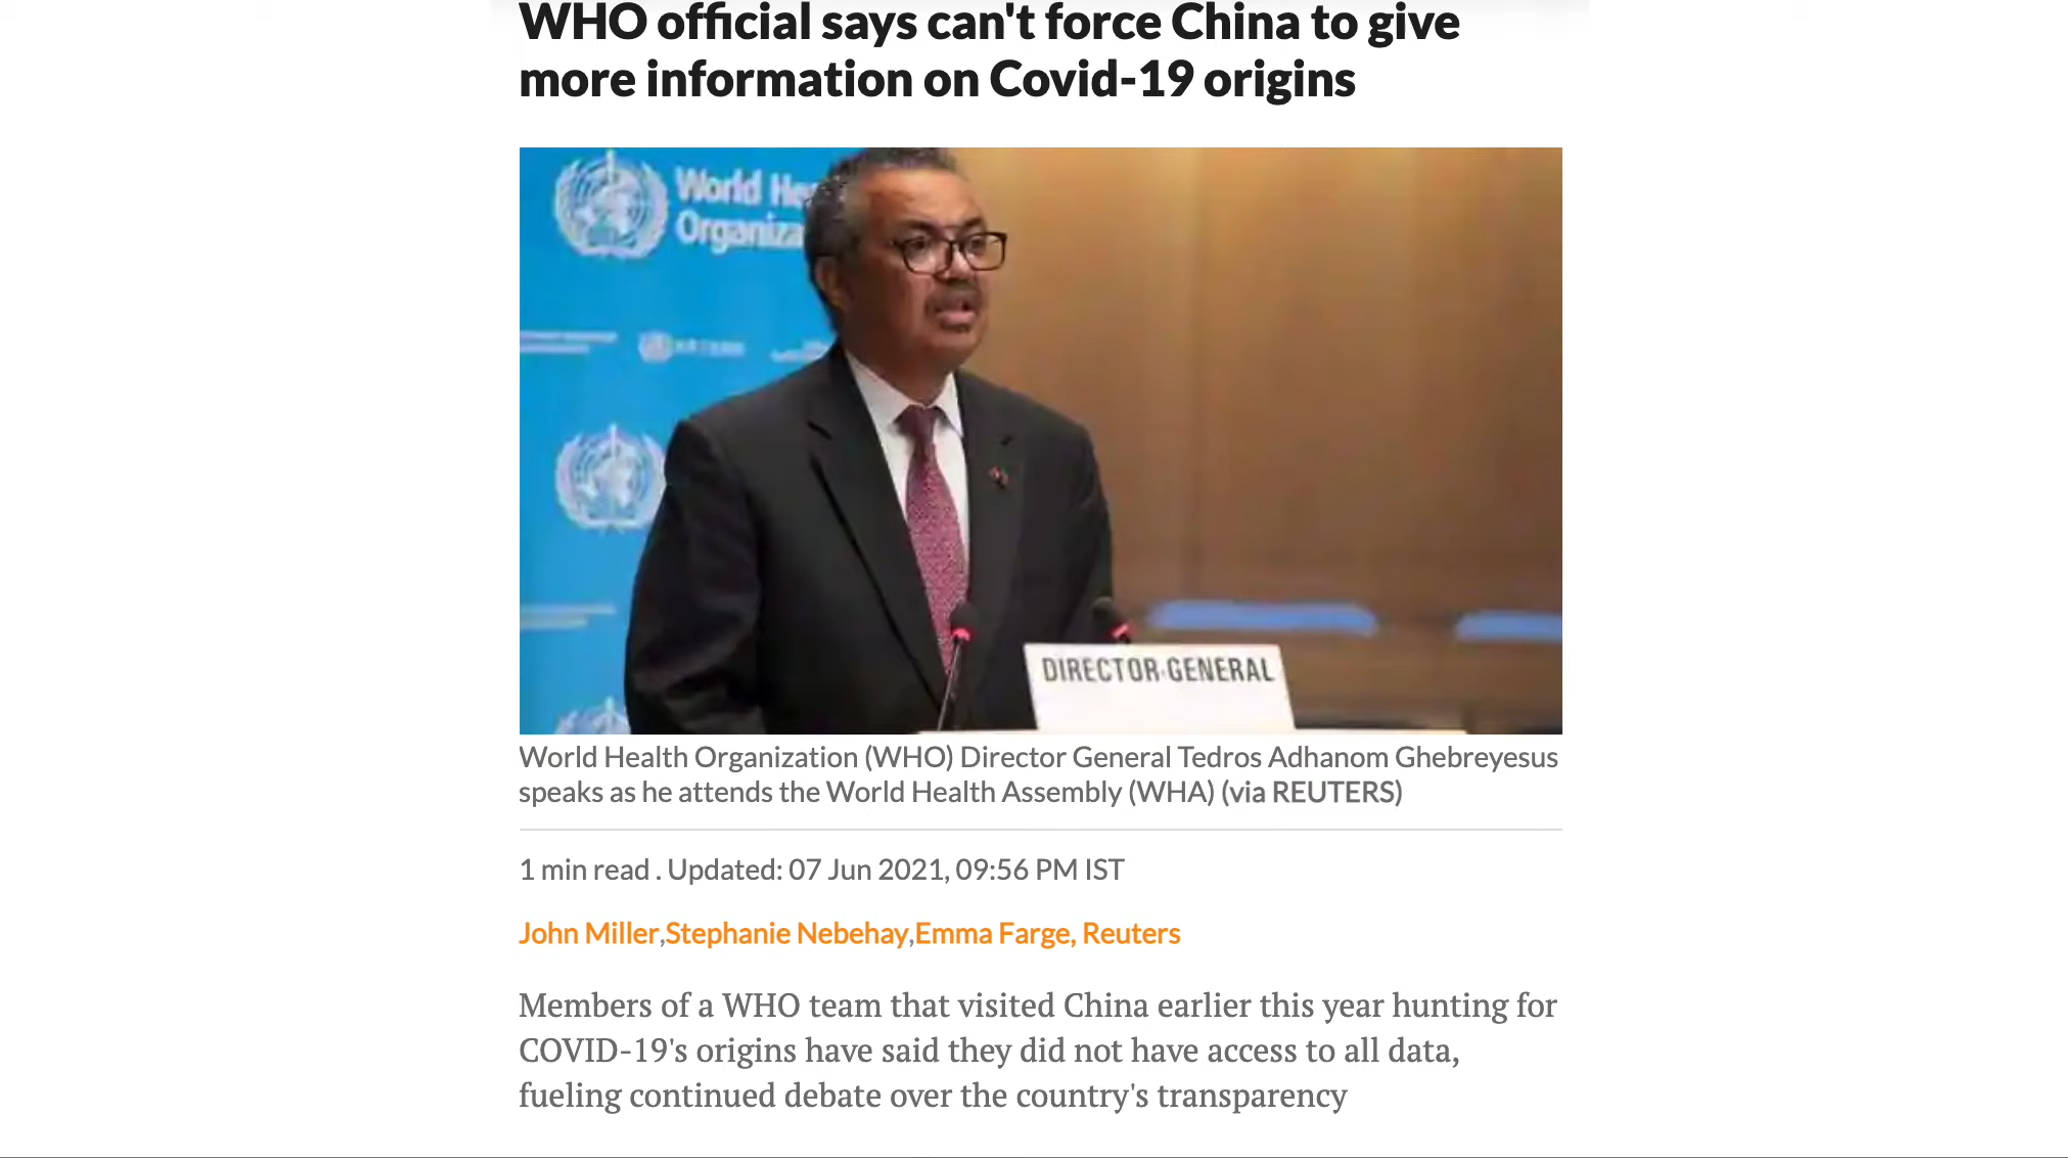 WHO official says can't force China to give
more information on Covid-19 origins
World He
Organiza
DIRECTOR-GENERAL
World Health Organization (WHO) Director General Tedros Adhanom Ghebreyesus
speaks as he attends the World Health Assembly (WHA) (via REUTERS)
1 min read . Updated: 07 Jun 2021, 09:56 PM IST
John Miller,Stephanie Nebehay,Emma Farge, Reuters
Members of a WHO team that visited China earlier this year hunting for
COVID-19's origins have said they did not have access to all data,
fueling continued debate over the country's transparency